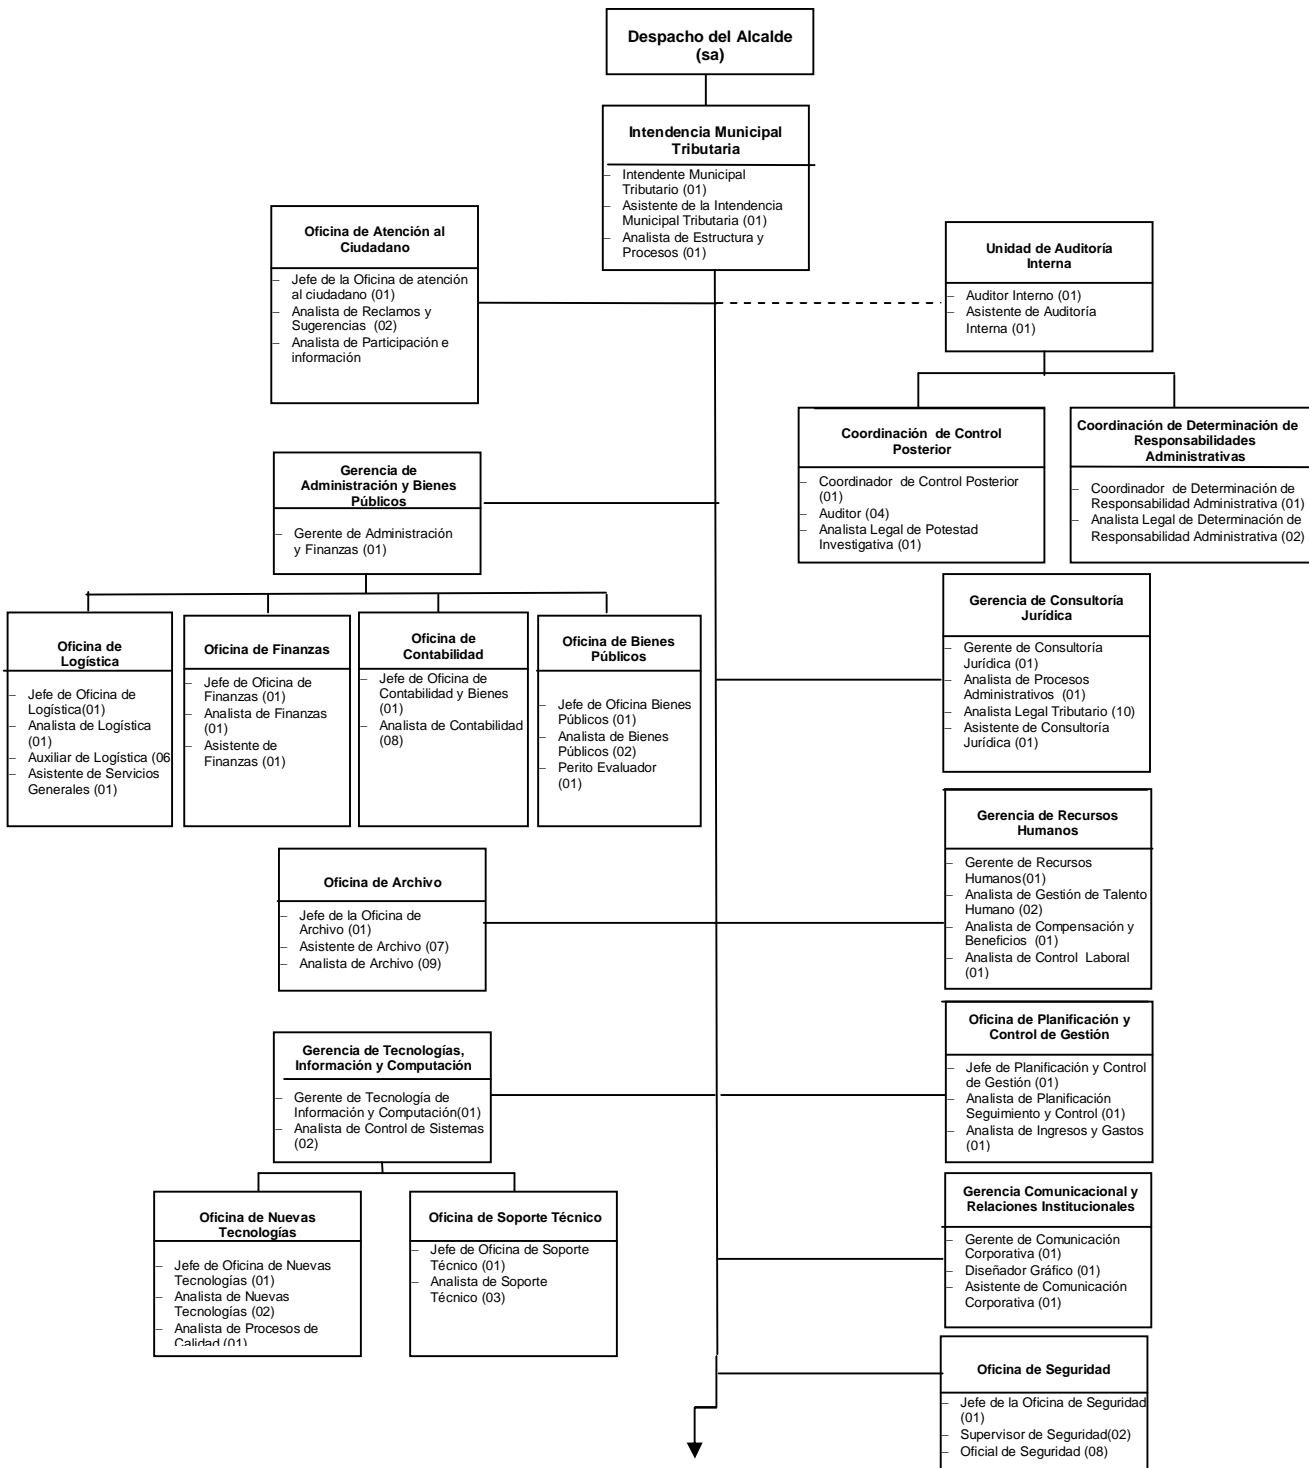 Despacho del Alcalde
(sa)
Intendencia Municipal
Tributaria
– Intendente Municipal
Tributario (01)
– Asistente de la Intendencia
Municipal Tributaria (01)
– Analista de Estructura y
Procesos (01)
Oficina de Atención al
Ciudadano
– Jefe de la Oficina de atención
al ciudadano (01)
– Analista de Reclamos y
Sugerencias (02)
– Analista de Participación e
información
Unidad de Auditoría
Interna
– Auditor Interno (01)
– Asistente de Auditoría
Interna (01)
Coordinación de Control
Posterior
– Coordinador de Control Posterior
(01)
– Auditor (04)
– Analista Legal de Potestad
Investigativa (01)
Coordinación de Determinación de
Responsabilidades
Administrativas
– Coordinador de Determinación de
Responsabilidad Administrativa (01)
– Analista Legal de Determinación de
Responsabilidad Administrativa (02)
Gerencia de
Administración y Bienes
Públicos
– Gerente de Administración
y Finanzas (01)
Oficina de
Logística
– Jefe de Oficina de
Logística(01)
– Analista de Logística
(01)
– Auxiliar de Logística (06
– Asistente de Servicios
Generales (01)
Oficina de Finanzas
– Jefe de Oficina de
Finanzas (01)
– Analista de Finanzas
(01)
– Asistente de
Finanzas (01)
Oficina de
Contabilidad
– Jefe de Oficina de
Contabilidad y Bienes
(01)
– Analista de Contabilidad
(08)
Oficina de Bienes
Públicos
– Jefe de Oficina Bienes
Públicos (01)
– Analista de Bienes
Públicos (02)
– Perito Evaluador
(01)
Gerencia de Consultoría
Jurídica
– Gerente de Consultoría
Jurídica (01)
– Analista de Procesos
Administrativos (01)
– Analista Legal Tributario (10)
– Asistente de Consultoría
Jurídica (01)
Gerencia de Recursos
Humanos
– Gerente de Recursos
Humanos(01)
– Analista de Gestión de Talento
Humano (02)
– Analista de Compensación y
Beneficios (01)
– Analista de Control Laboral
(01)
Oficina de Archivo
– Jefe de la Oficina de
Archivo (01)
– Asistente de Archivo (07)
– Analista de Archivo (09)
Oficina de Planificación y
Control de Gestión
– Jefe de Planificación y Control
de Gestión (01)
– Analista de Planificación
Seguimiento y Control (01)
– Analista de Ingresos y Gastos
(01)
Gerencia de Tecnologías,
Información y Computación
– Gerente de Tecnología de
Información y Computación(01)
– Analista de Control de Sistemas
(02)
Oficina de Nuevas
Tecnologías
– Jefe de Oficina de Nuevas
Tecnologías (01)
– Analista de Nuevas
Tecnologías (02)
– Analista de Procesos de
Calidad (01)
Oficina de Soporte Técnico
– Jefe de Oficina de Soporte
Técnico (01)
– Analista de Soporte
Técnico (03)
Gerencia Comunicacional y
Relaciones Institucionales
– Gerente de Comunicación
Corporativa (01)
– Diseñador Gráfico (01)
– Asistente de Comunicación
Corporativa (01)
Oficina de Seguridad
– Jefe de la Oficina de Seguridad
(01)
– Supervisor de Seguridad(02)
– Oficial de Seguridad (08)